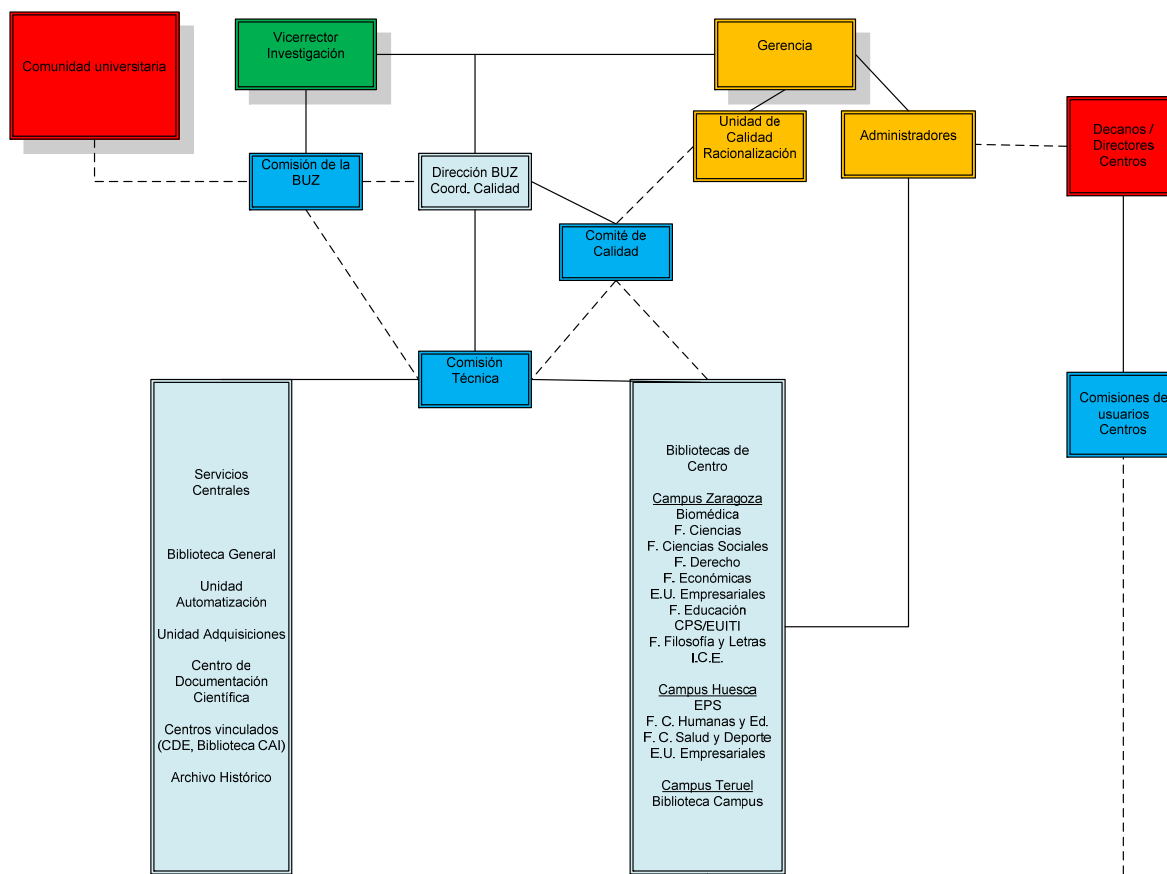 Comunidad universitaria
Vicerrector
Investigación
Gerencia
Unidad de
Calidad
Racionalización
Administradores
Decanos /
Directores
Centros
Comisión de la
BUZ
Dirección BUZ
Coord. Calidad
Comité de
Calidad
Comisión
Técnica
Comisiones de
usuarios
Centros
Servicios
Centrales
Biblioteca General
Unidad
Automatización
Unidad Adquisiciones
Centro de
Documentación
Científica
Centros vinculados
(CDE, Biblioteca CAI)
Archivo Histórico
Bibliotecas de
Centro
Campus Zaragoza
Biomédica
F. Ciencias
F. Ciencias Sociales
F. Derecho
F. Económicas
E.U. Empresariales
F. Educación
CPS/EUITI
F. Filosofía y Letras
I.C.E.
Campus Huesca
EPS
F. C. Humanas y Ed.
F. C. Salud y Deporte
E.U. Empresariales
Campus Teruel
Biblioteca Campus